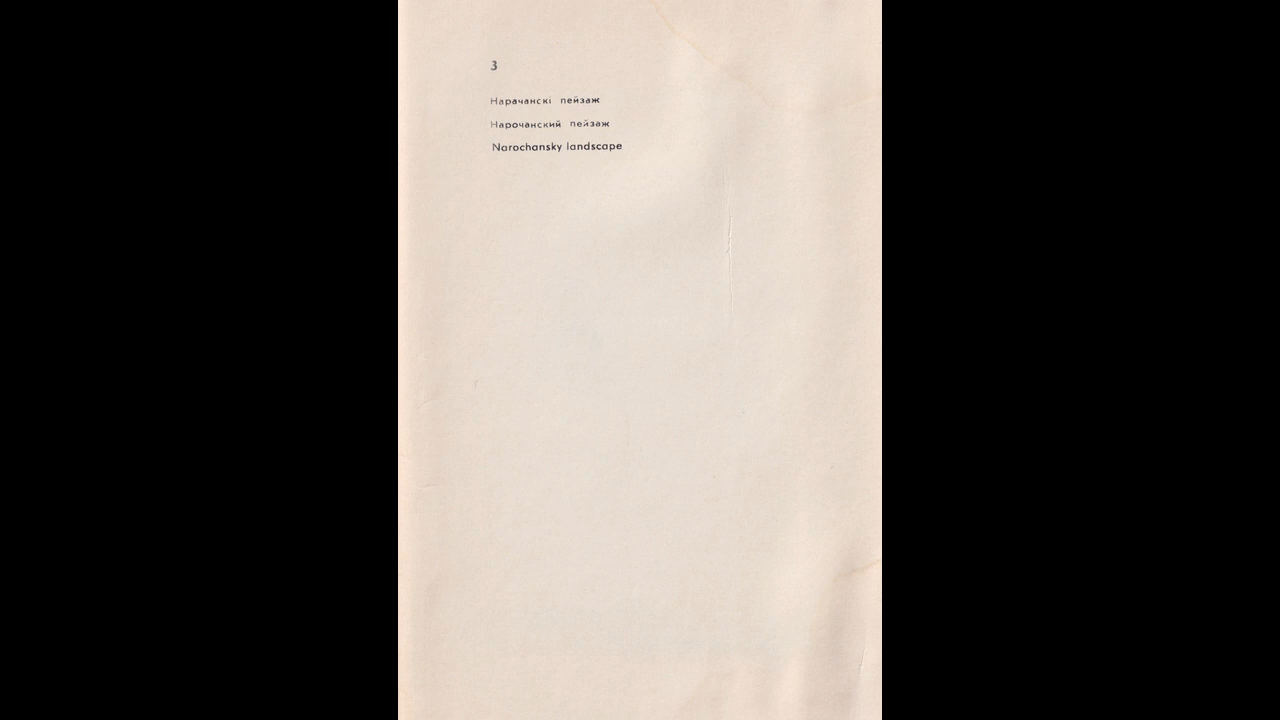 3
Нарачанскі пейзаж
Нарочанский пейзаж
Narochansky landscape